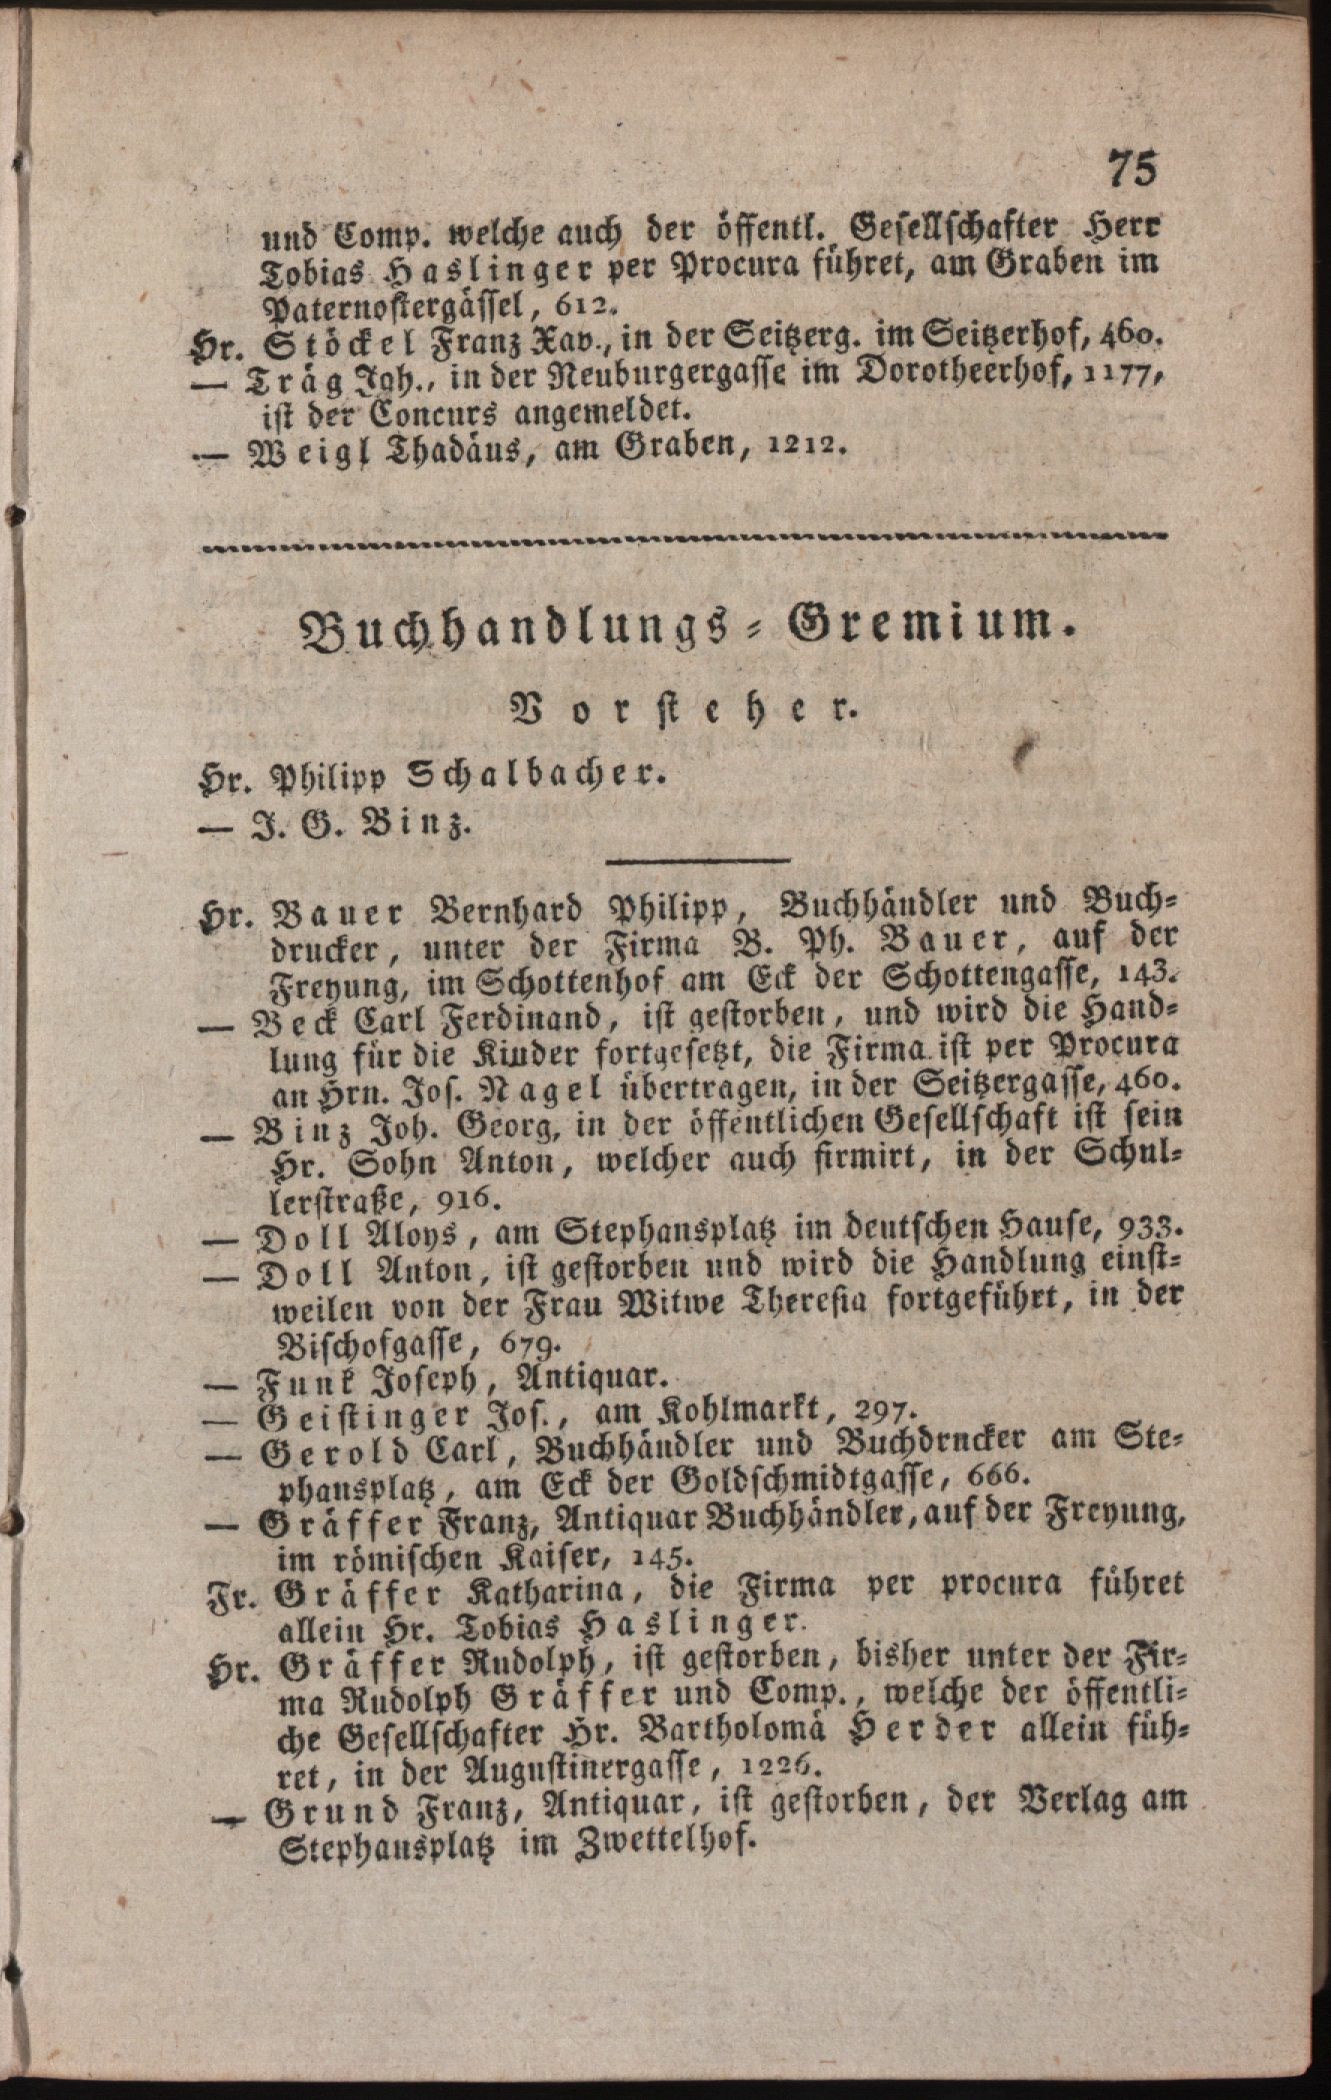 75
und Comp. welche auch der öffentl. Gesellschafter Herr
Tobias Haslinger per Procura führet, am Graben im
Paternostergässel, 612.
Hr. Stöckel Franz Xav., in der Seitzerg. im Seitzerhof, 460.
— Träg Joh., in der Neuburgergasse im Dorotheerhof, 1177,
ist der Concurs angemeldet.
— Weigl Thadäus, am Graben, 1212.
Buchhandlungs-Gremium.
Vorsteher.
Hr. Philipp Schalbacher.
— J. G. Binz.
Hr. Bauer Bernhard Philipp, Buchhändler und Buch-
drucker, unter der Firma B. Ph. Bauer, auf der
Freyung, im Schottenhof am Eck der Schottengasse, 143.
— Beck Carl Ferdinand, ist gestorben, und wird die Hand-
lung für die Kinder fortgesetzt, die Firma ist per Procura
an Hrn. Jos. Nagel übertragen, in der Seitzergasse, 460.
— Binz Joh. Georg, in der öffentlichen Gesellschaft ist sein
Hr. Sohn Anton, welcher auch firmirt, in der Schul-
lerstraße, 916.
— Doll Aloys, am Stephansplatz im deutschen Hause, 933.
— Doll Anton, ist gestorben und wird die Handlung einst-
weilen von der Frau Witwe Theresia fortgeführt, in der
Bischofgasse, 679.
— Funk Joseph, Antiquar.
— Geistinger Jos., am Kohlmarkt, 297.
— Gerold Carl, Buchhändler und Buchdrncker am Ste-
phansplatz, am Eck der Goldschmidtgasse, 666.
— Gräffer Franz, Antiquar Buchhändler, auf der Freyung,
im römischen Kaiser, 145.
Fr. Gräffer Katharina, die Firma per procura führet
allein Hr. Tobias Haslinger.
Hr. Gräffer Rudolph, ist gestorben, bisher unter der Fir-
ma Rudolph Gräffer und Comp., welche der öffentli-
che Gesellschafter Hr. Bartholomä Herder allein füh-
ret, in der Augustinergasse, 1226.
— Grund Franz, Antiquar, ist gestorben, der Verlag am
Stephansplatz im Zwettelhof.